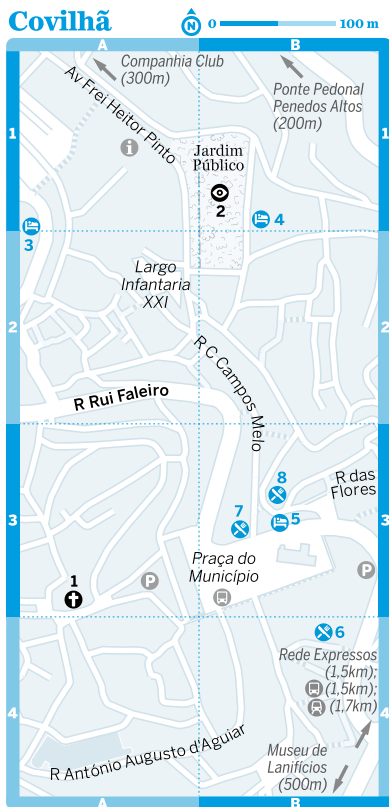 Covilhã
N
0
100 m
A
B
Companhia Club
(300m)
Ponte Pedonal
Penedos Altos
(200m)
Av Frei Heitor Pinto
1
1
i
Jardim
Público
2
4
3
Largo
Infantaria
XXI
2
2
R C Campos Melo
R Rui Faleiro
8
R das
Flores
7
5
3
3
Praça do
Município
1
P
P
6
Rede Expressos
(1,5km);
(1,5km);
(1,7km)
4
4
R António Augusto d'Aguiar
Museu de
Lanifícios
(500m)
A
B